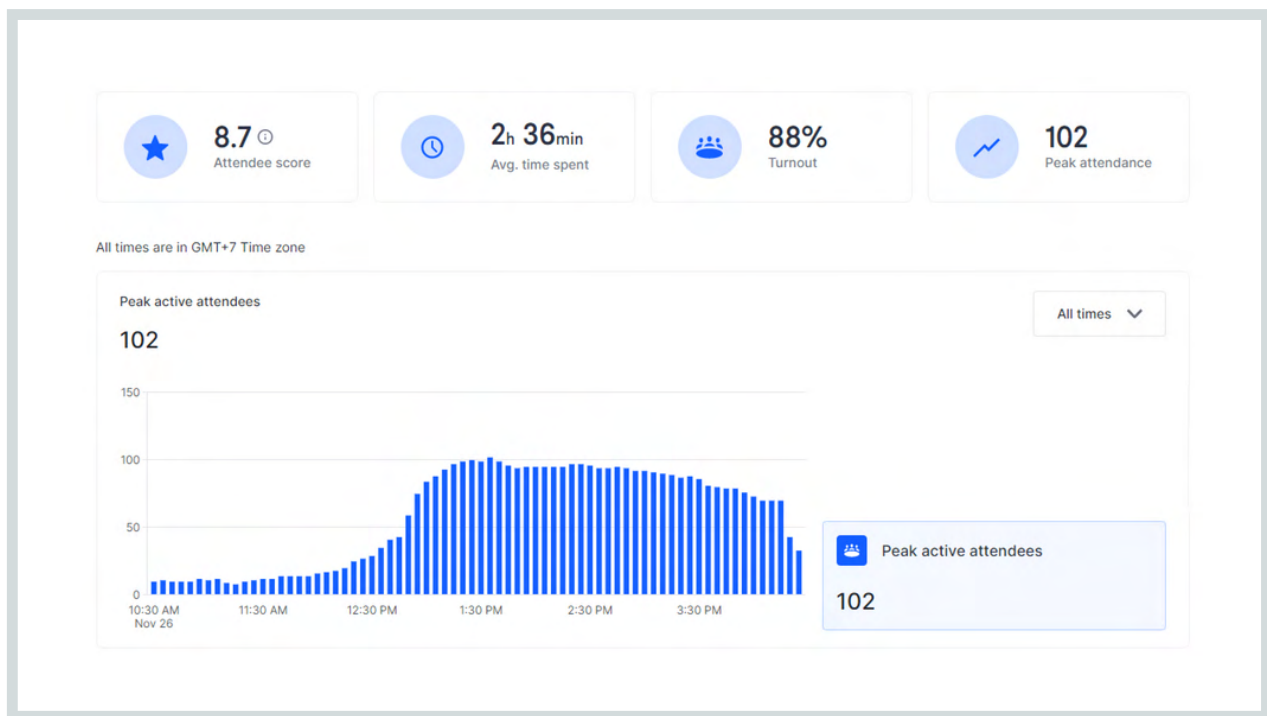 8.7
Attendee score
2h 36min
Avg. time spent
88%
Turnout
102
Peak attendance
All times are in GMT+7 Time zone
Peak active attendees
102
All times
150
100
50
0
10:30 AM 11:30 AM 12:30 PM 1:30 PM 2:30 PM 3:30 PM
Nov 26
Peak active attendees
102